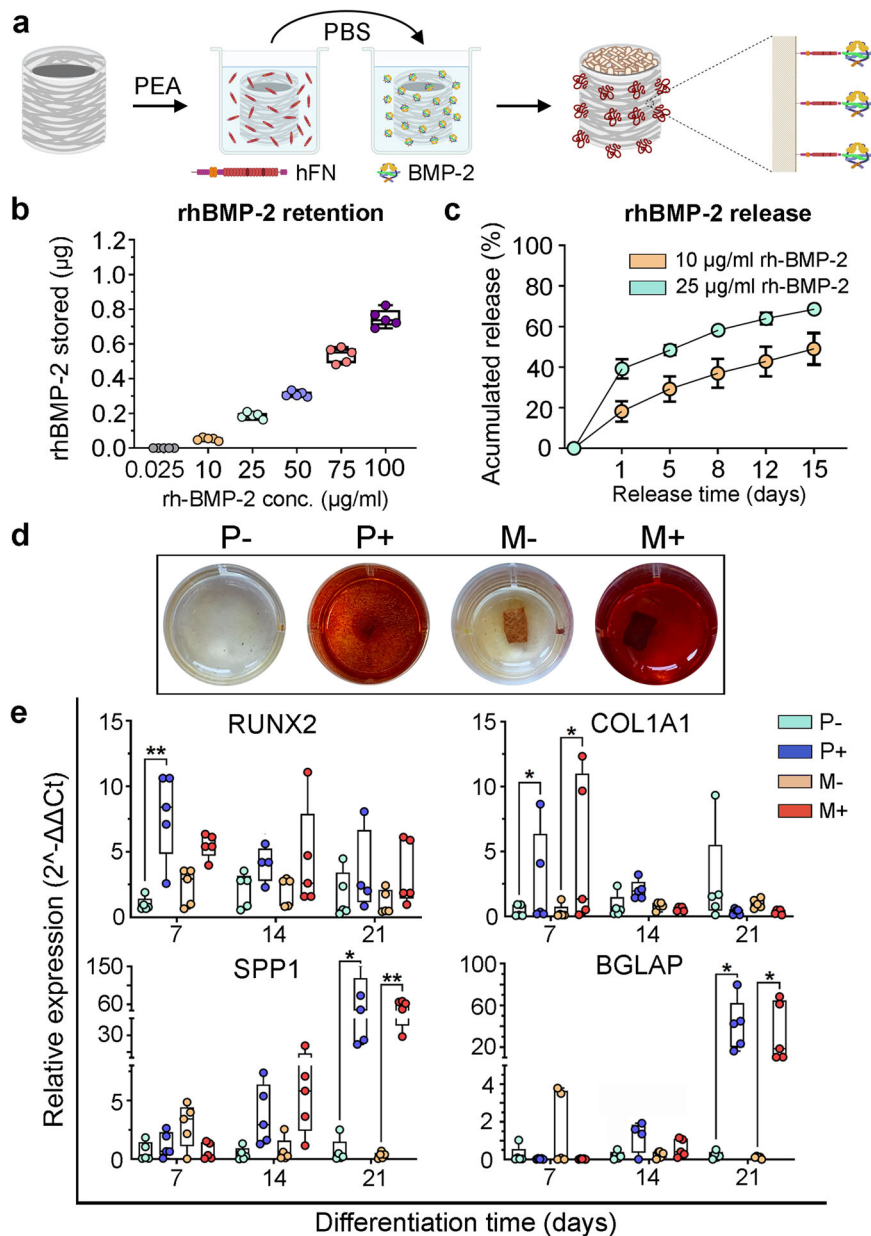 a
PBS
PEA
hFN
BMP-2
b
rhBMP-2 retention
rhBMP-2 stored (µg)
1.2
1.0
0.8
0.6
0.4
0.2
0.0
0.025
10
25
50
75
100
rh-BMP-2 conc. (µg/ml)
c
rhBMP-2 release
Acumulated release (%)
100
80
60
40
20
0
10 µg/ml rh-BMP-2
25 µg/ml rh-BMP-2
1
5
8
12
15
Release time (days)
d
P-
P+
M-
M+
e
Relative expression (2^-ΔΔCt)
RUNX2
15
10
5
0
**
7
14
21
COL1A1
15
10
5
0
*
*
7
14
21
P-
P+
M-
M+
SPP1
150
60
30
5
0
*
**
7
14
21
BGLAP
100
80
60
40
20
4
2
0
*
*
7
14
21
Differentiation time (days)